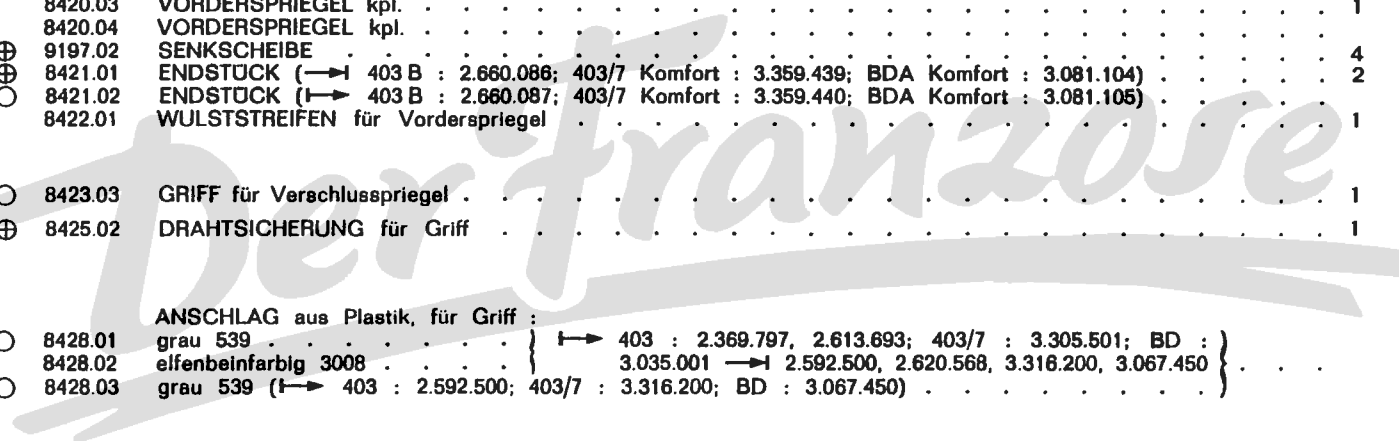 8420.03 VORDERSPRIEGEL kpl. . . . . . . . . . . . . . . . . . . . . . . . . 1
8420.04 VORDERSPRIEGEL kpl. . . . . . . . . . . . . . . . . . . . . . . . .
⊕ 9197.02 SENKSCHEIBE . . . . . . . . . . . . . . . . . . . . . . . . . . 4
⊕ 8421.01 ENDSTÜCK (→| 403 B : 2.660.086; 403/7 Komfort : 3.359.439; BDA Komfort : 3.081.104) . . . . . . 2
○ 8421.02 ENDSTÜCK (|→ 403 B : 2.660.087; 403/7 Komfort : 3.359.440; BDA Komfort : 3.081.105) . . . . . .
8422.01 WULSTSTREIFEN für Vorderspriegel . . . . . . . . . . . . . . . . . . . . 1
○ 8423.03 GRIFF für Verschlusspriegel . . . . . . . . . . . . . . . . . . . . . . . 1
⊕ 8425.02 DRAHTSICHERUNG für Griff . . . . . . . . . . . . . . . . . . . . . . 1
ANSCHLAG aus Plastik, für Griff :
○ 8428.01 grau 539 . . . . . . . } |→ 403 : 2.369.797, 2.613.693; 403/7 : 3.305.501; BD : }
8428.02 elfenbeinfarbig 3008 . . . . . } 3.035.001 →| 2.592.500, 2.620.568, 3.316.200, 3.067.450 } . . .
○ 8428.03 grau 539 (|→ 403 : 2.592.500; 403/7 : 3.316.200; BD : 3.067.450) . . . . . . . . . }
Der Franzose